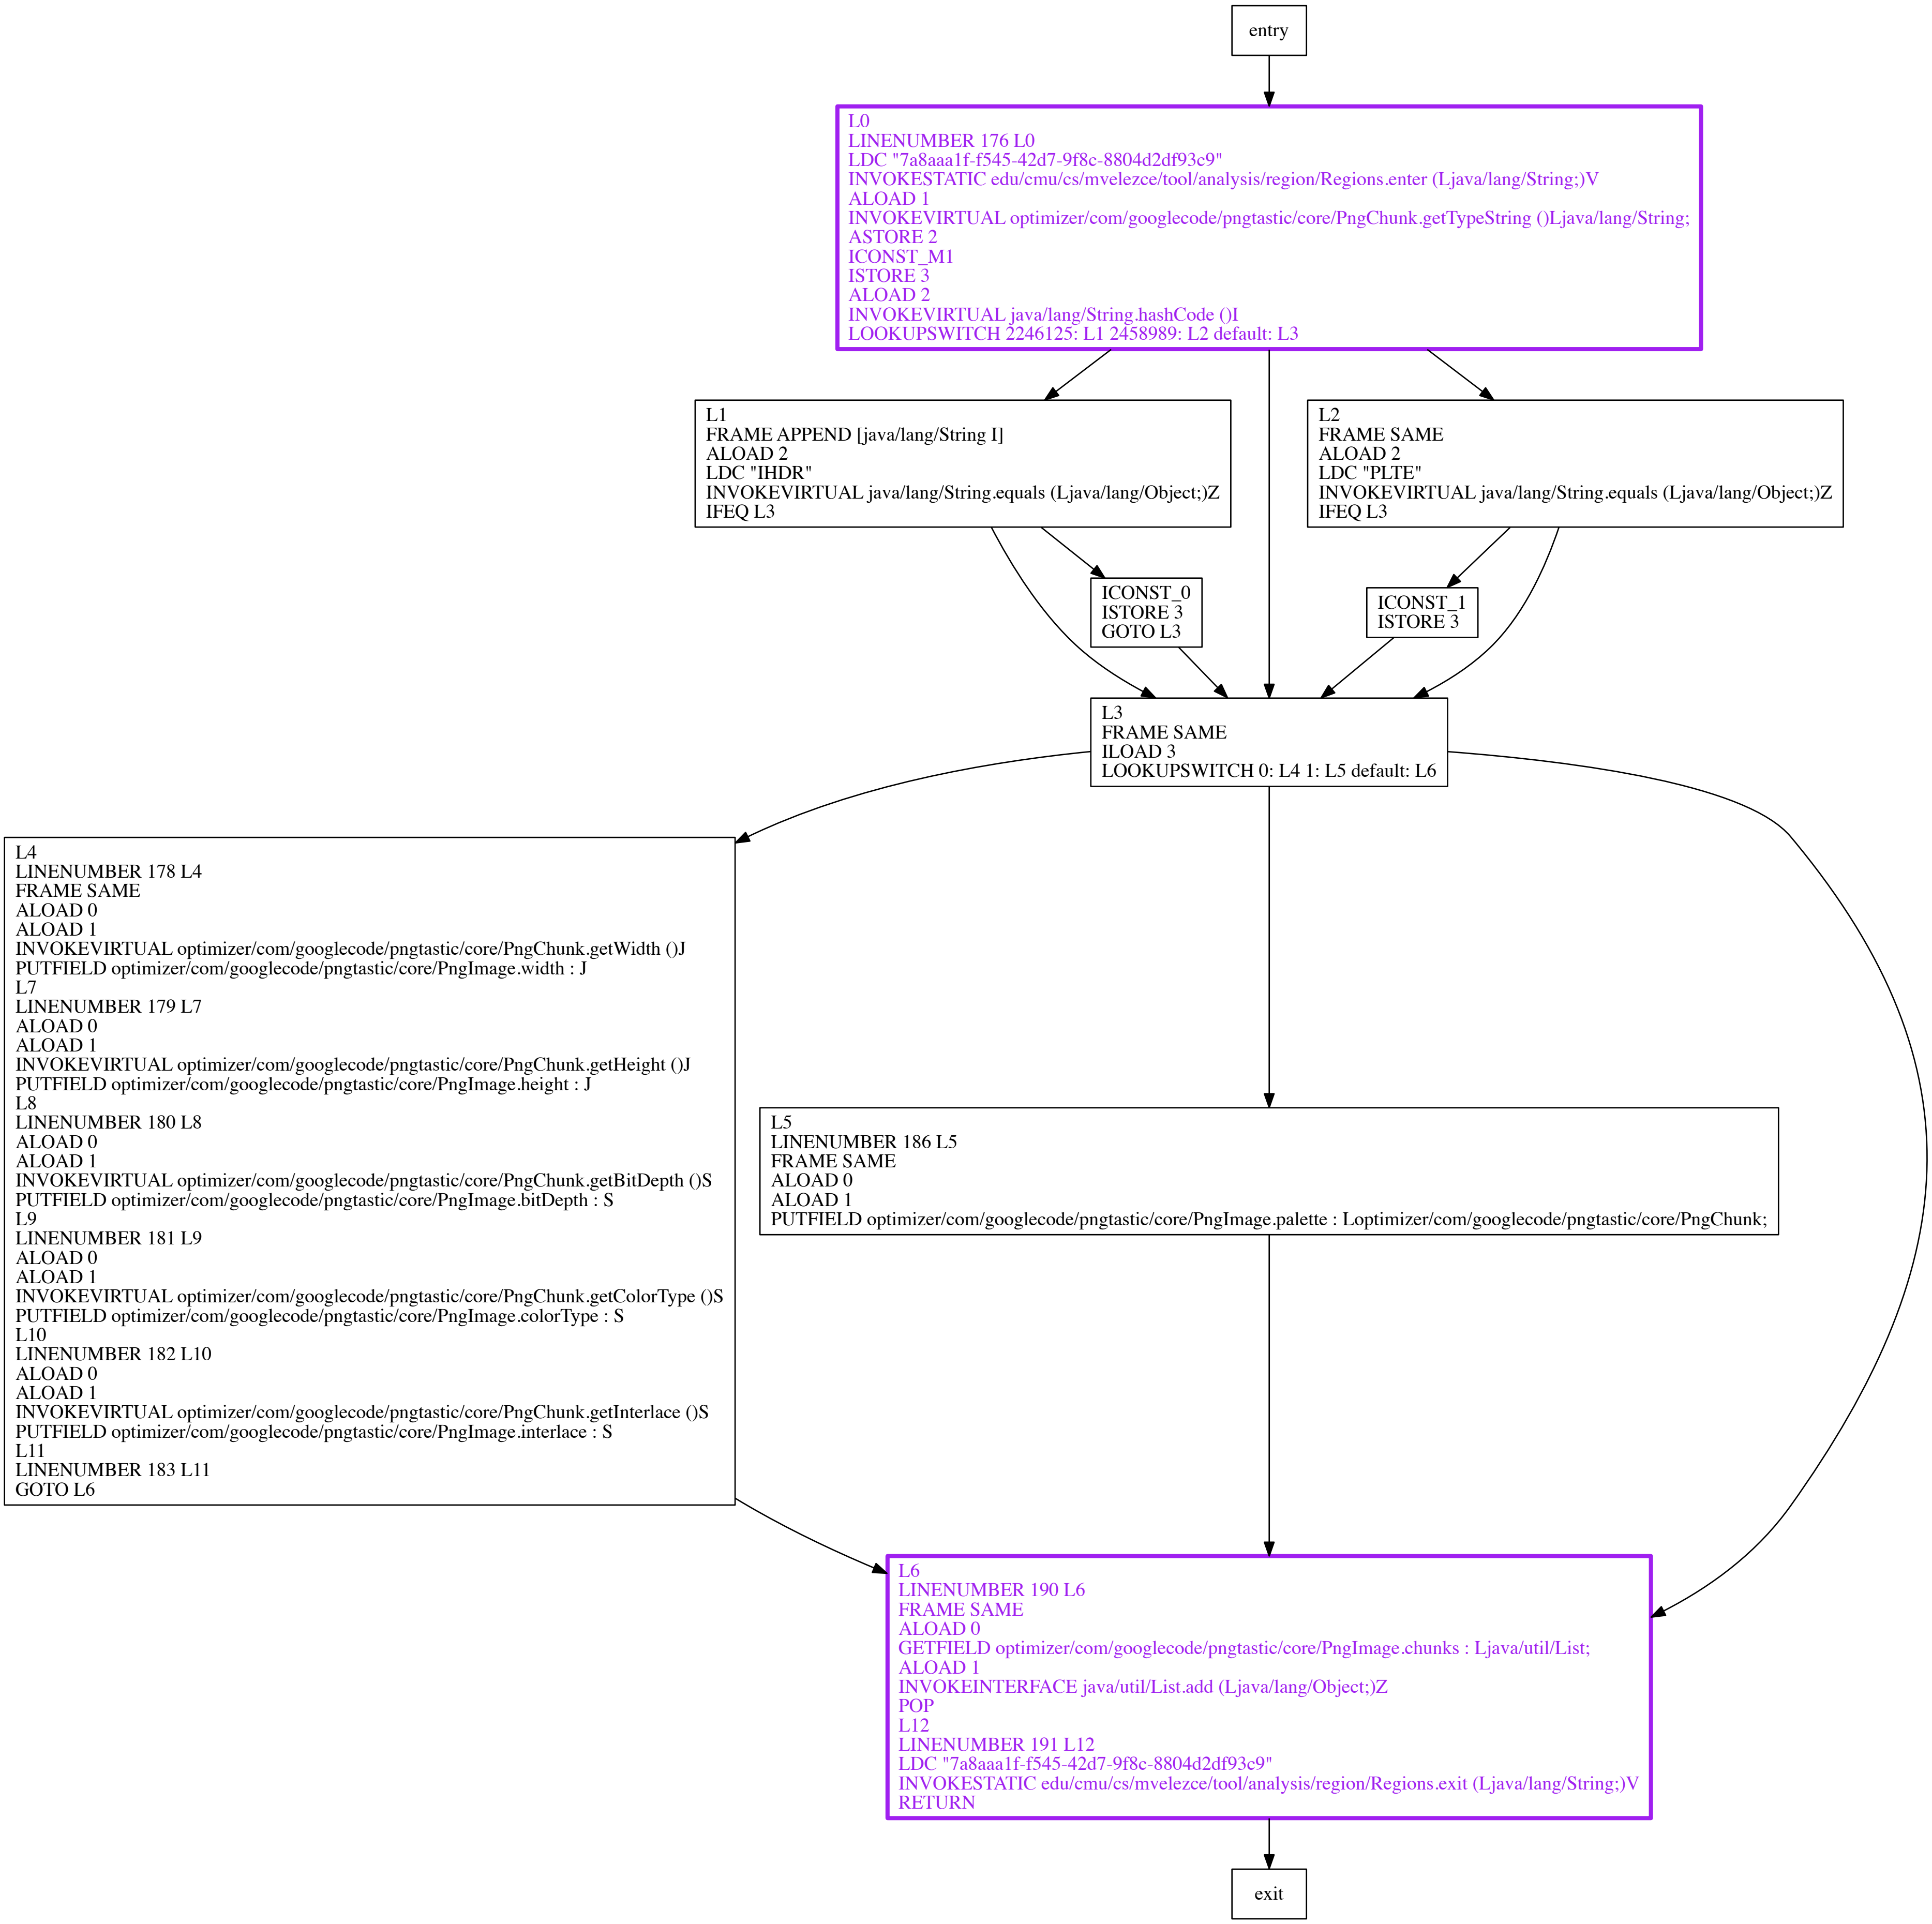 entry
L0
LINENUMBER 176 L0
LDC "7a8aaa1f-f545-42d7-9f8c-8804d2df93c9"
INVOKESTATIC edu/cmu/cs/mvelezce/tool/analysis/region/Regions.enter (Ljava/lang/String;)V
ALOAD 1
INVOKEVIRTUAL optimizer/com/googlecode/pngtastic/core/PngChunk.getTypeString ()Ljava/lang/String;
ASTORE 2
ICONST_M1
ISTORE 3
ALOAD 2
INVOKEVIRTUAL java/lang/String.hashCode ()I
LOOKUPSWITCH 2246125: L1 2458989: L2 default: L3
L1
FRAME APPEND [java/lang/String I]
ALOAD 2
LDC "IHDR"
INVOKEVIRTUAL java/lang/String.equals (Ljava/lang/Object;)Z
IFEQ L3
L2
FRAME SAME
ALOAD 2
LDC "PLTE"
INVOKEVIRTUAL java/lang/String.equals (Ljava/lang/Object;)Z
IFEQ L3
ICONST_0
ISTORE 3
GOTO L3
ICONST_1
ISTORE 3
L3
FRAME SAME
ILOAD 3
LOOKUPSWITCH 0: L4 1: L5 default: L6
L4
LINENUMBER 178 L4
FRAME SAME
ALOAD 0
ALOAD 1
INVOKEVIRTUAL optimizer/com/googlecode/pngtastic/core/PngChunk.getWidth ()J
PUTFIELD optimizer/com/googlecode/pngtastic/core/PngImage.width : J
L7
LINENUMBER 179 L7
ALOAD 0
ALOAD 1
INVOKEVIRTUAL optimizer/com/googlecode/pngtastic/core/PngChunk.getHeight ()J
PUTFIELD optimizer/com/googlecode/pngtastic/core/PngImage.height : J
L8
LINENUMBER 180 L8
ALOAD 0
ALOAD 1
INVOKEVIRTUAL optimizer/com/googlecode/pngtastic/core/PngChunk.getBitDepth ()S
PUTFIELD optimizer/com/googlecode/pngtastic/core/PngImage.bitDepth : S
L9
LINENUMBER 181 L9
ALOAD 0
ALOAD 1
INVOKEVIRTUAL optimizer/com/googlecode/pngtastic/core/PngChunk.getColorType ()S
PUTFIELD optimizer/com/googlecode/pngtastic/core/PngImage.colorType : S
L10
LINENUMBER 182 L10
ALOAD 0
ALOAD 1
INVOKEVIRTUAL optimizer/com/googlecode/pngtastic/core/PngChunk.getInterlace ()S
PUTFIELD optimizer/com/googlecode/pngtastic/core/PngImage.interlace : S
L11
LINENUMBER 183 L11
GOTO L6
L5
LINENUMBER 186 L5
FRAME SAME
ALOAD 0
ALOAD 1
PUTFIELD optimizer/com/googlecode/pngtastic/core/PngImage.palette : Loptimizer/com/googlecode/pngtastic/core/PngChunk;
L6
LINENUMBER 190 L6
FRAME SAME
ALOAD 0
GETFIELD optimizer/com/googlecode/pngtastic/core/PngImage.chunks : Ljava/util/List;
ALOAD 1
INVOKEINTERFACE java/util/List.add (Ljava/lang/Object;)Z
POP
L12
LINENUMBER 191 L12
LDC "7a8aaa1f-f545-42d7-9f8c-8804d2df93c9"
INVOKESTATIC edu/cmu/cs/mvelezce/tool/analysis/region/Regions.exit (Ljava/lang/String;)V
RETURN
exit